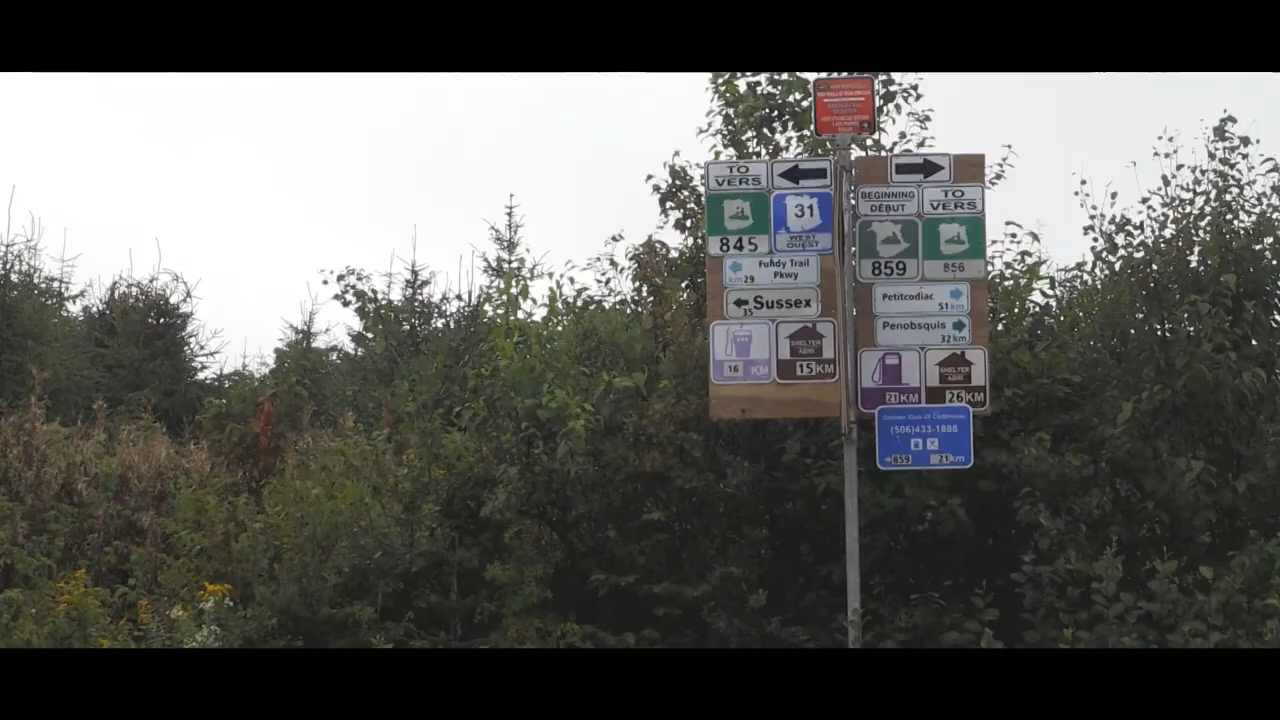 TO
VERS
845
31
WEST
OUEST
Fundy Trail
Pkwy
km 29
Sussex
35
16 KM
SHELTER
ABRI
15 KM
BEGINNING
DÉBUT
TO
VERS
859
856
Petitcodiac
51 km
Penobsquis
32 km
21 KM
SHELTER
ABRI
26 KM
(506)433-1888
859 21 km